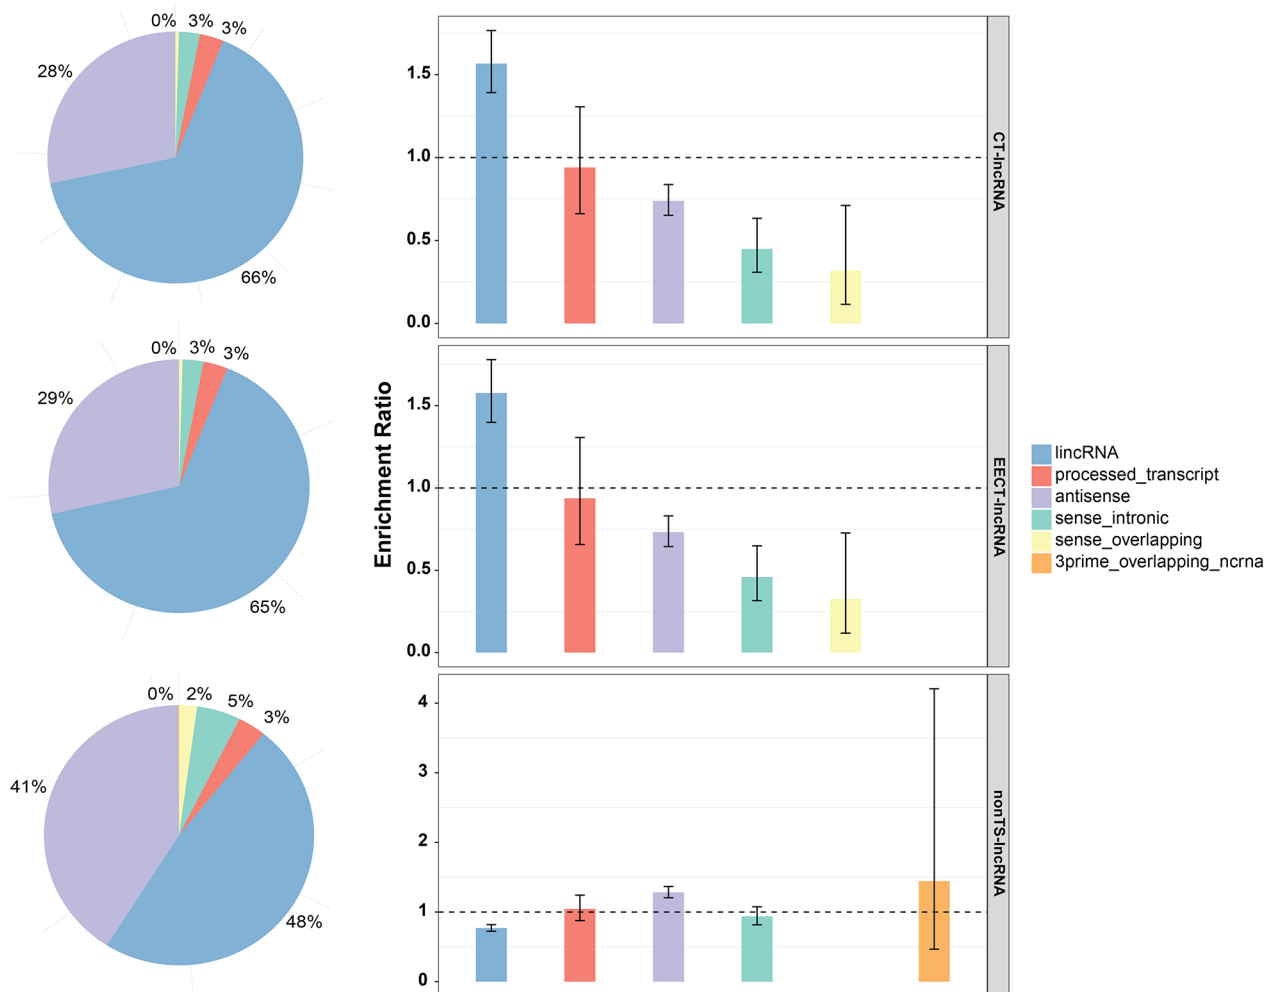 0% 3% 3%
28%
66%
0% 3% 3%
29%
65%
0% 2% 5% 3%
41%
48%
Enrichment Ratio
1.5
1.0
0.5
0.0
CT-lncRNA
1.5
1.0
0.5
0.0
EECT-lncRNA
4
3
2
1
0
nonTS-lncRNA
lincRNA
processed_transcript
antisense
sense_intronic
sense_overlapping
3prime_overlapping_ncrna